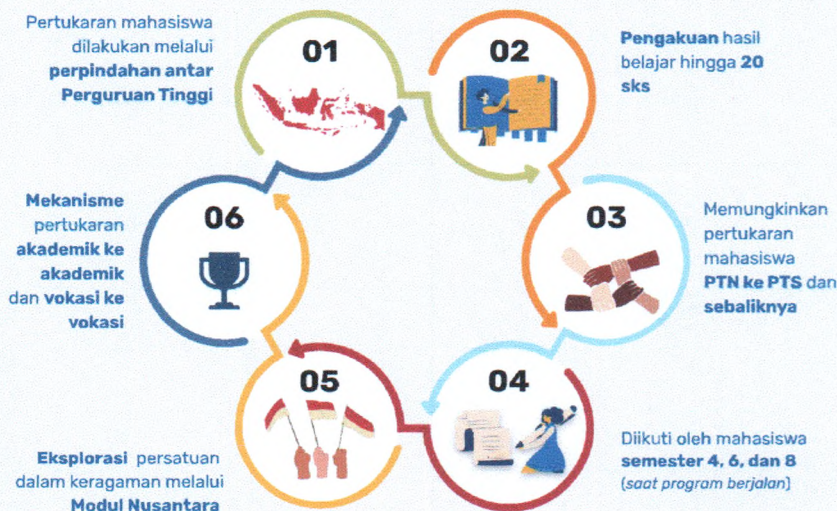 01
Pertukaran mahasiswa
dilakukan melalui
perpindahan antar
Perguruan Tinggi
02
Pengakuan hasil
belajar hingga 20
sks
03
Memungkinkan
pertukaran
mahasiswa
PTN ke PTS dan
sebaliknya
04
Diikuti oleh mahasiswa
semester 4, 6, dan 8
(saat program berjalan)
05
Eksplorasi persatuan
dalam keragaman melalui
Modul Nusantara
06
Mekanisme
pertukaran
akademik ke
akademik
dan vokasi ke
vokasi